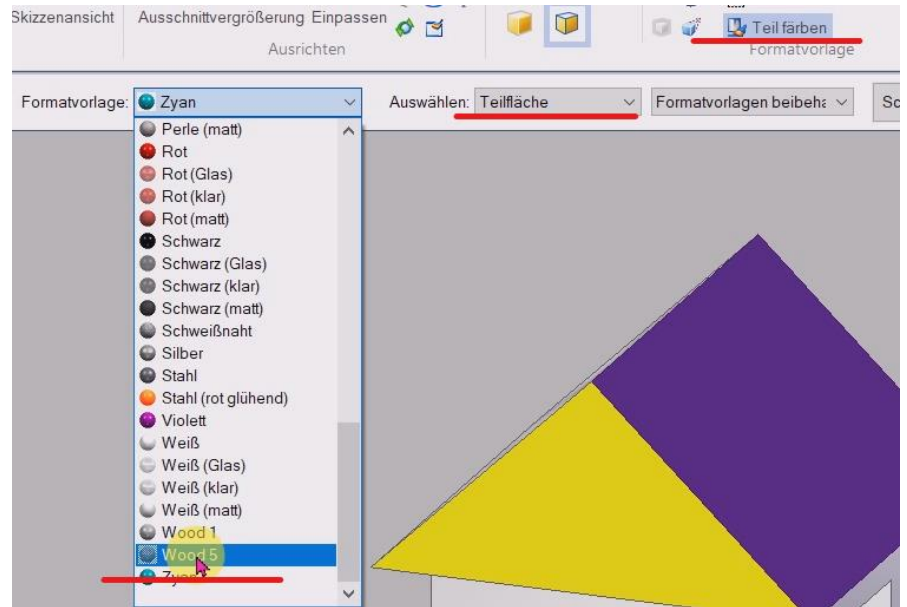 Skizzenansicht
Ausschnittvergrößerung Einpassen
Ausrichten
Teil färben
Formatvorlage
Formatvorlage: Zyan Auswählen: Teilfläche Formatvorlagen beibeha Sc
Perle (matt)
Rot
Rot (Glas)
Rot (klar)
Rot (matt)
Schwarz
Schwarz (Glas)
Schwarz (klar)
Schwarz (matt)
Schweißnaht
Silber
Stahl
Stahl (rot glühend)
Violett
Weiß
Weiß (Glas)
Weiß (klar)
Weiß (matt)
Wood 1
Wood 5
Zyan